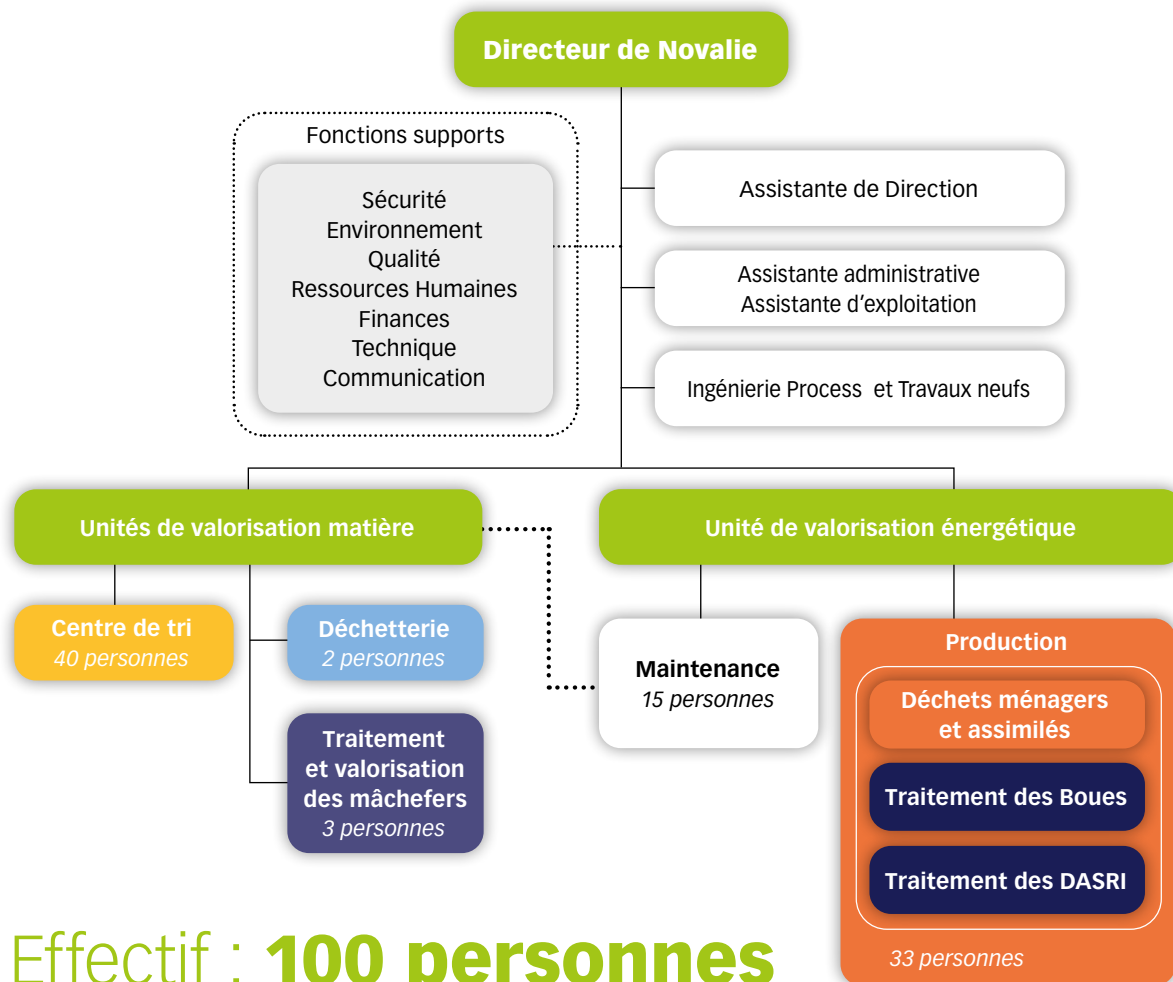 Directeur de Novalie
Fonctions supports
Sécurité
Environnement
Qualité
Ressources Humaines
Finances
Technique
Communication
Assistante de Direction
Assistante administrative
Assistante d’exploitation
Ingénierie Process et Travaux neufs
Unités de valorisation matière
Unité de valorisation énergétique
Centre de tri
40 personnes
Déchetterie
2 personnes
Traitement
et valorisation
des mâchefers
3 personnes
Maintenance
15 personnes
Production
Déchets ménagers
et assimilés
Traitement des Boues
Traitement des DASRI
33 personnes
Effectif : 100 personnes